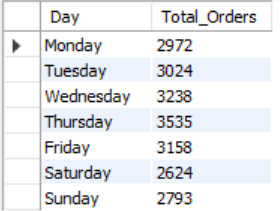 Day Total_Orders
Monday 2972
Tuesday 3024
Wednesday 3238
Thursday 3535
Friday 3158
Saturday 2624
Sunday 2793